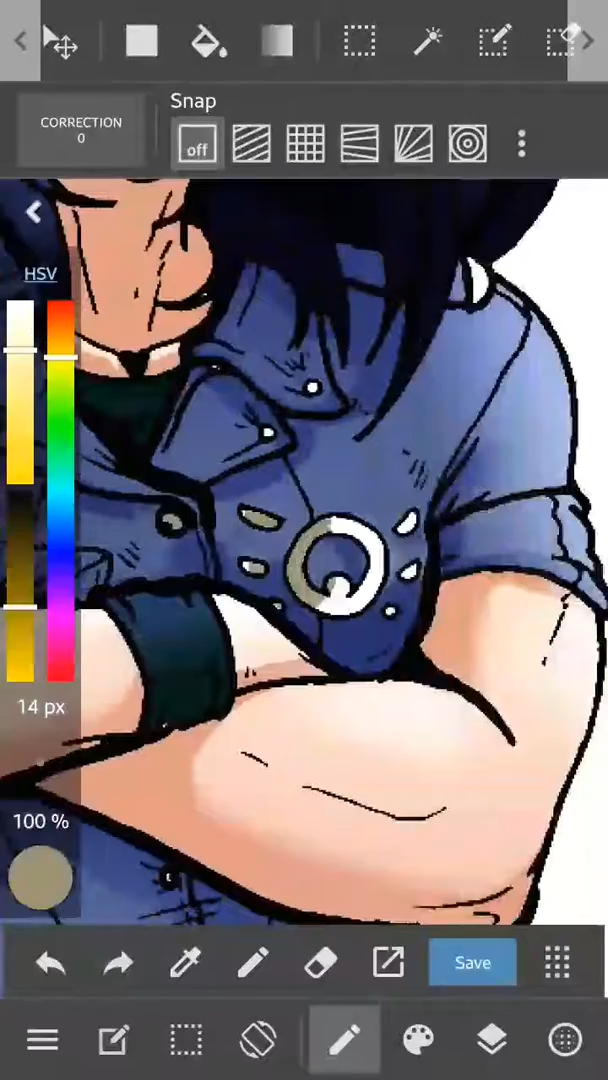 CORRECTION
0
Snap
off
HSV
14 px
100 %
Save